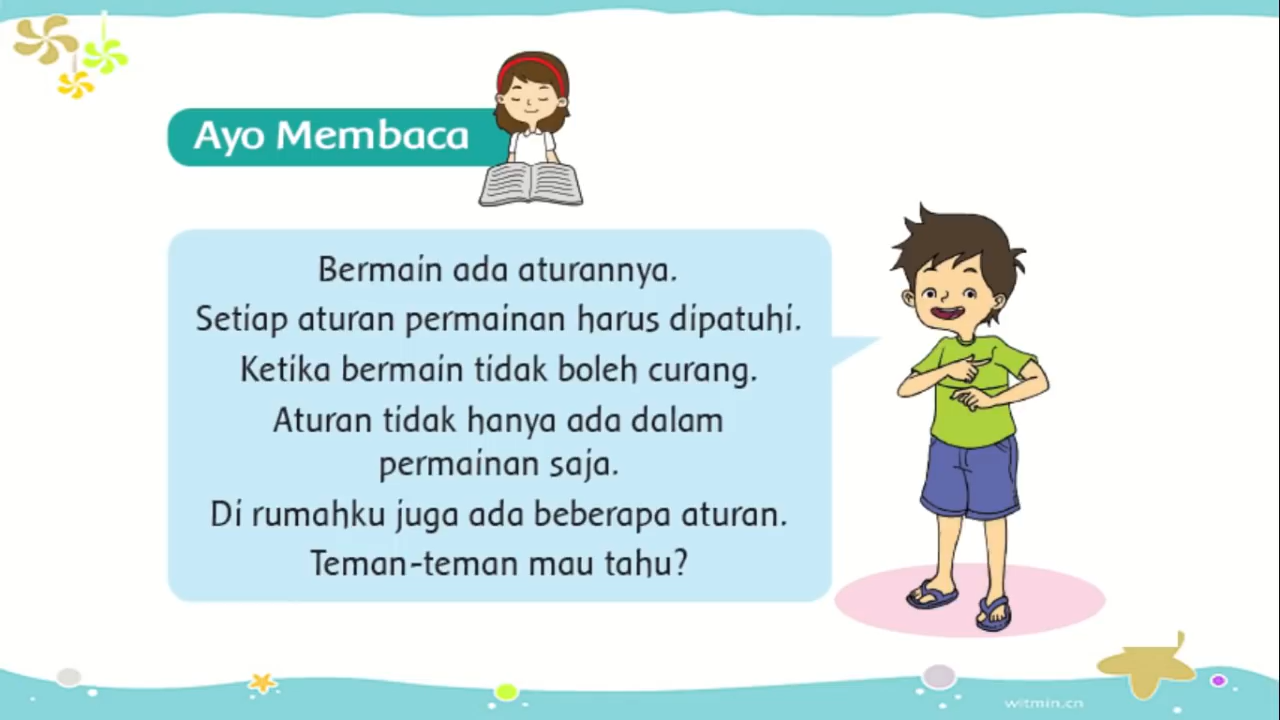 Ayo Membaca
Bermain ada aturannya.
Setiap aturan permainan harus dipatuhi.
Ketika bermain tidak boleh curang.
Aturan tidak hanya ada dalam
permainan saja.
Di rumahku juga ada beberapa aturan.
Teman-teman mau tahu?
witmin.cn